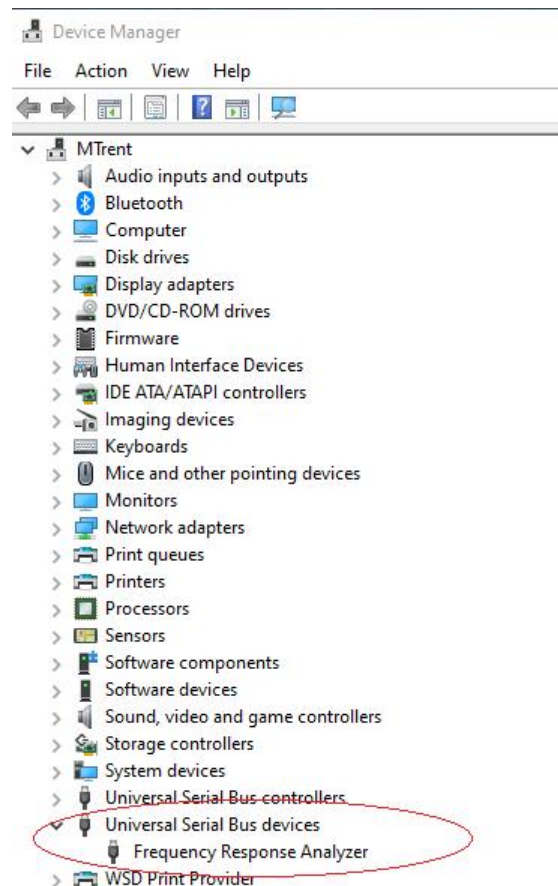 Device Manager
File Action View Help
MTrent
Audio inputs and outputs
Bluetooth
Computer
Disk drives
Display adapters
DVD/CD-ROM drives
Firmware
Human Interface Devices
IDE ATA/ATAPI controllers
Imaging devices
Keyboards
Mice and other pointing devices
Monitors
Network adapters
Print queues
Printers
Processors
Sensors
Software components
Software devices
Sound, video and game controllers
Storage controllers
System devices
Universal Serial Bus controllers
Universal Serial Bus devices
Frequency Response Analyzer
WSD Print Provider